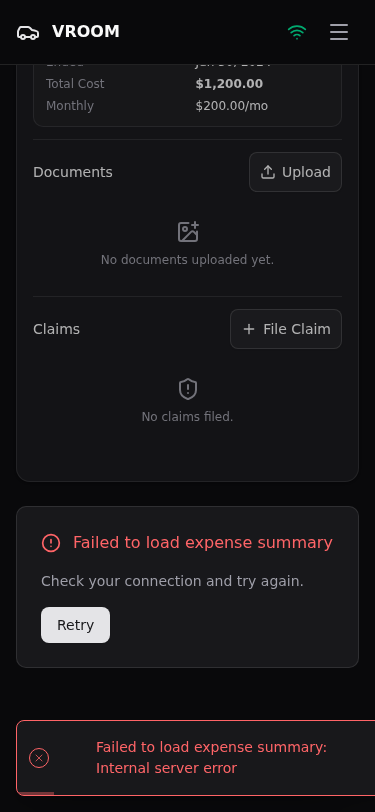 VROOM
Total Cost $1,200.00
Monthly $200.00/mo
Documents Upload
No documents uploaded yet.
Claims File Claim
No claims filed.
Failed to load expense summary
Check your connection and try again.
Retry
Failed to load expense summary:
Internal server error